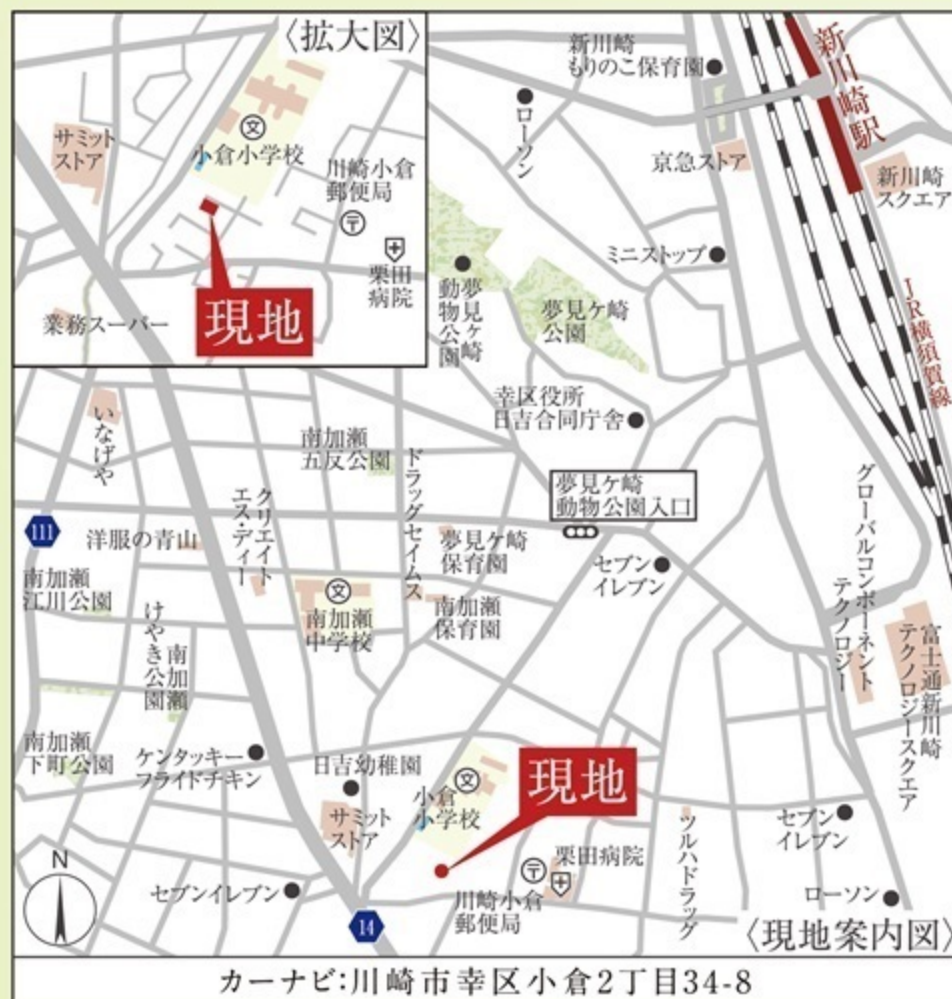 〈拡大図〉
サミット
ストア
小倉小学校
川崎小倉
郵便局
栗田
病院
業務スーパー
現地
新川崎
もりのこ保育園
ローソン
京急ストア
新川崎駅
新川崎
スクエア
ミニストップ
夢見ヶ崎
動物公園
夢見ヶ崎
公園
JR横須賀線
幸区役所
日吉合同庁舎
いなげや
南加瀬
五反公園
ドラッグセイムス
夢見ヶ崎
動物公園入口
111
洋服の青山
クリエイト
エス・ディー
夢見ヶ崎
保育園
セブン
イレブン
グローバルコンポーネント
テクノロジー
南加瀬
江川公園
南加瀬
けやき公園
南加瀬
中学校
南加瀬
保育園
富士通新川崎
テクノロジースクエア
南加瀬
下町公園
ケンタッキー
フライドチキン
日吉幼稚園
サミット
ストア
小倉
小学校
現地
セブン
イレブン
ツルハドラッグ
栗田病院
N
セブンイレブン
川崎小倉
郵便局
ローソン
14
〈現地案内図〉
カーナビ:川崎市幸区小倉2丁目34-8